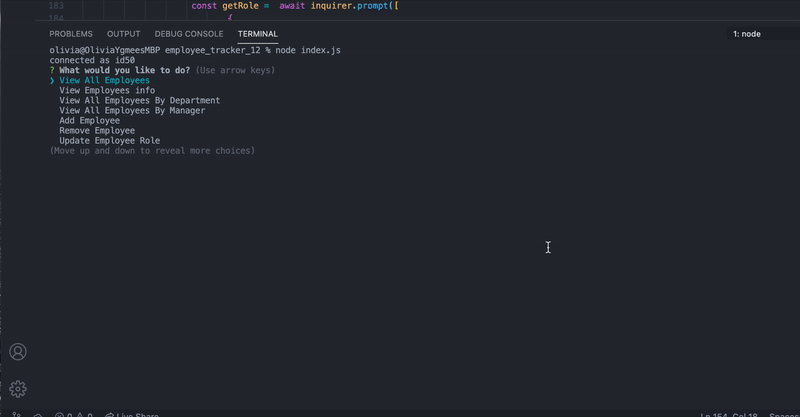 183 const getRole = await inquirer.prompt([
184 {
PROBLEMS OUTPUT DEBUG CONSOLE TERMINAL 1: node
olivia@OliviaYgmeesMBP employee_tracker_12 % node index.js
connected as id50
? What would you like to do? (Use arrow keys)
❯ View All Employees
View Employees info
View All Employees By Department
View All Employees By Manager
Add Employee
Remove Employee
Update Employee Role
(Move up and down to reveal more choices)
0 0 Live Share Ln 154, Col 18 Spaces